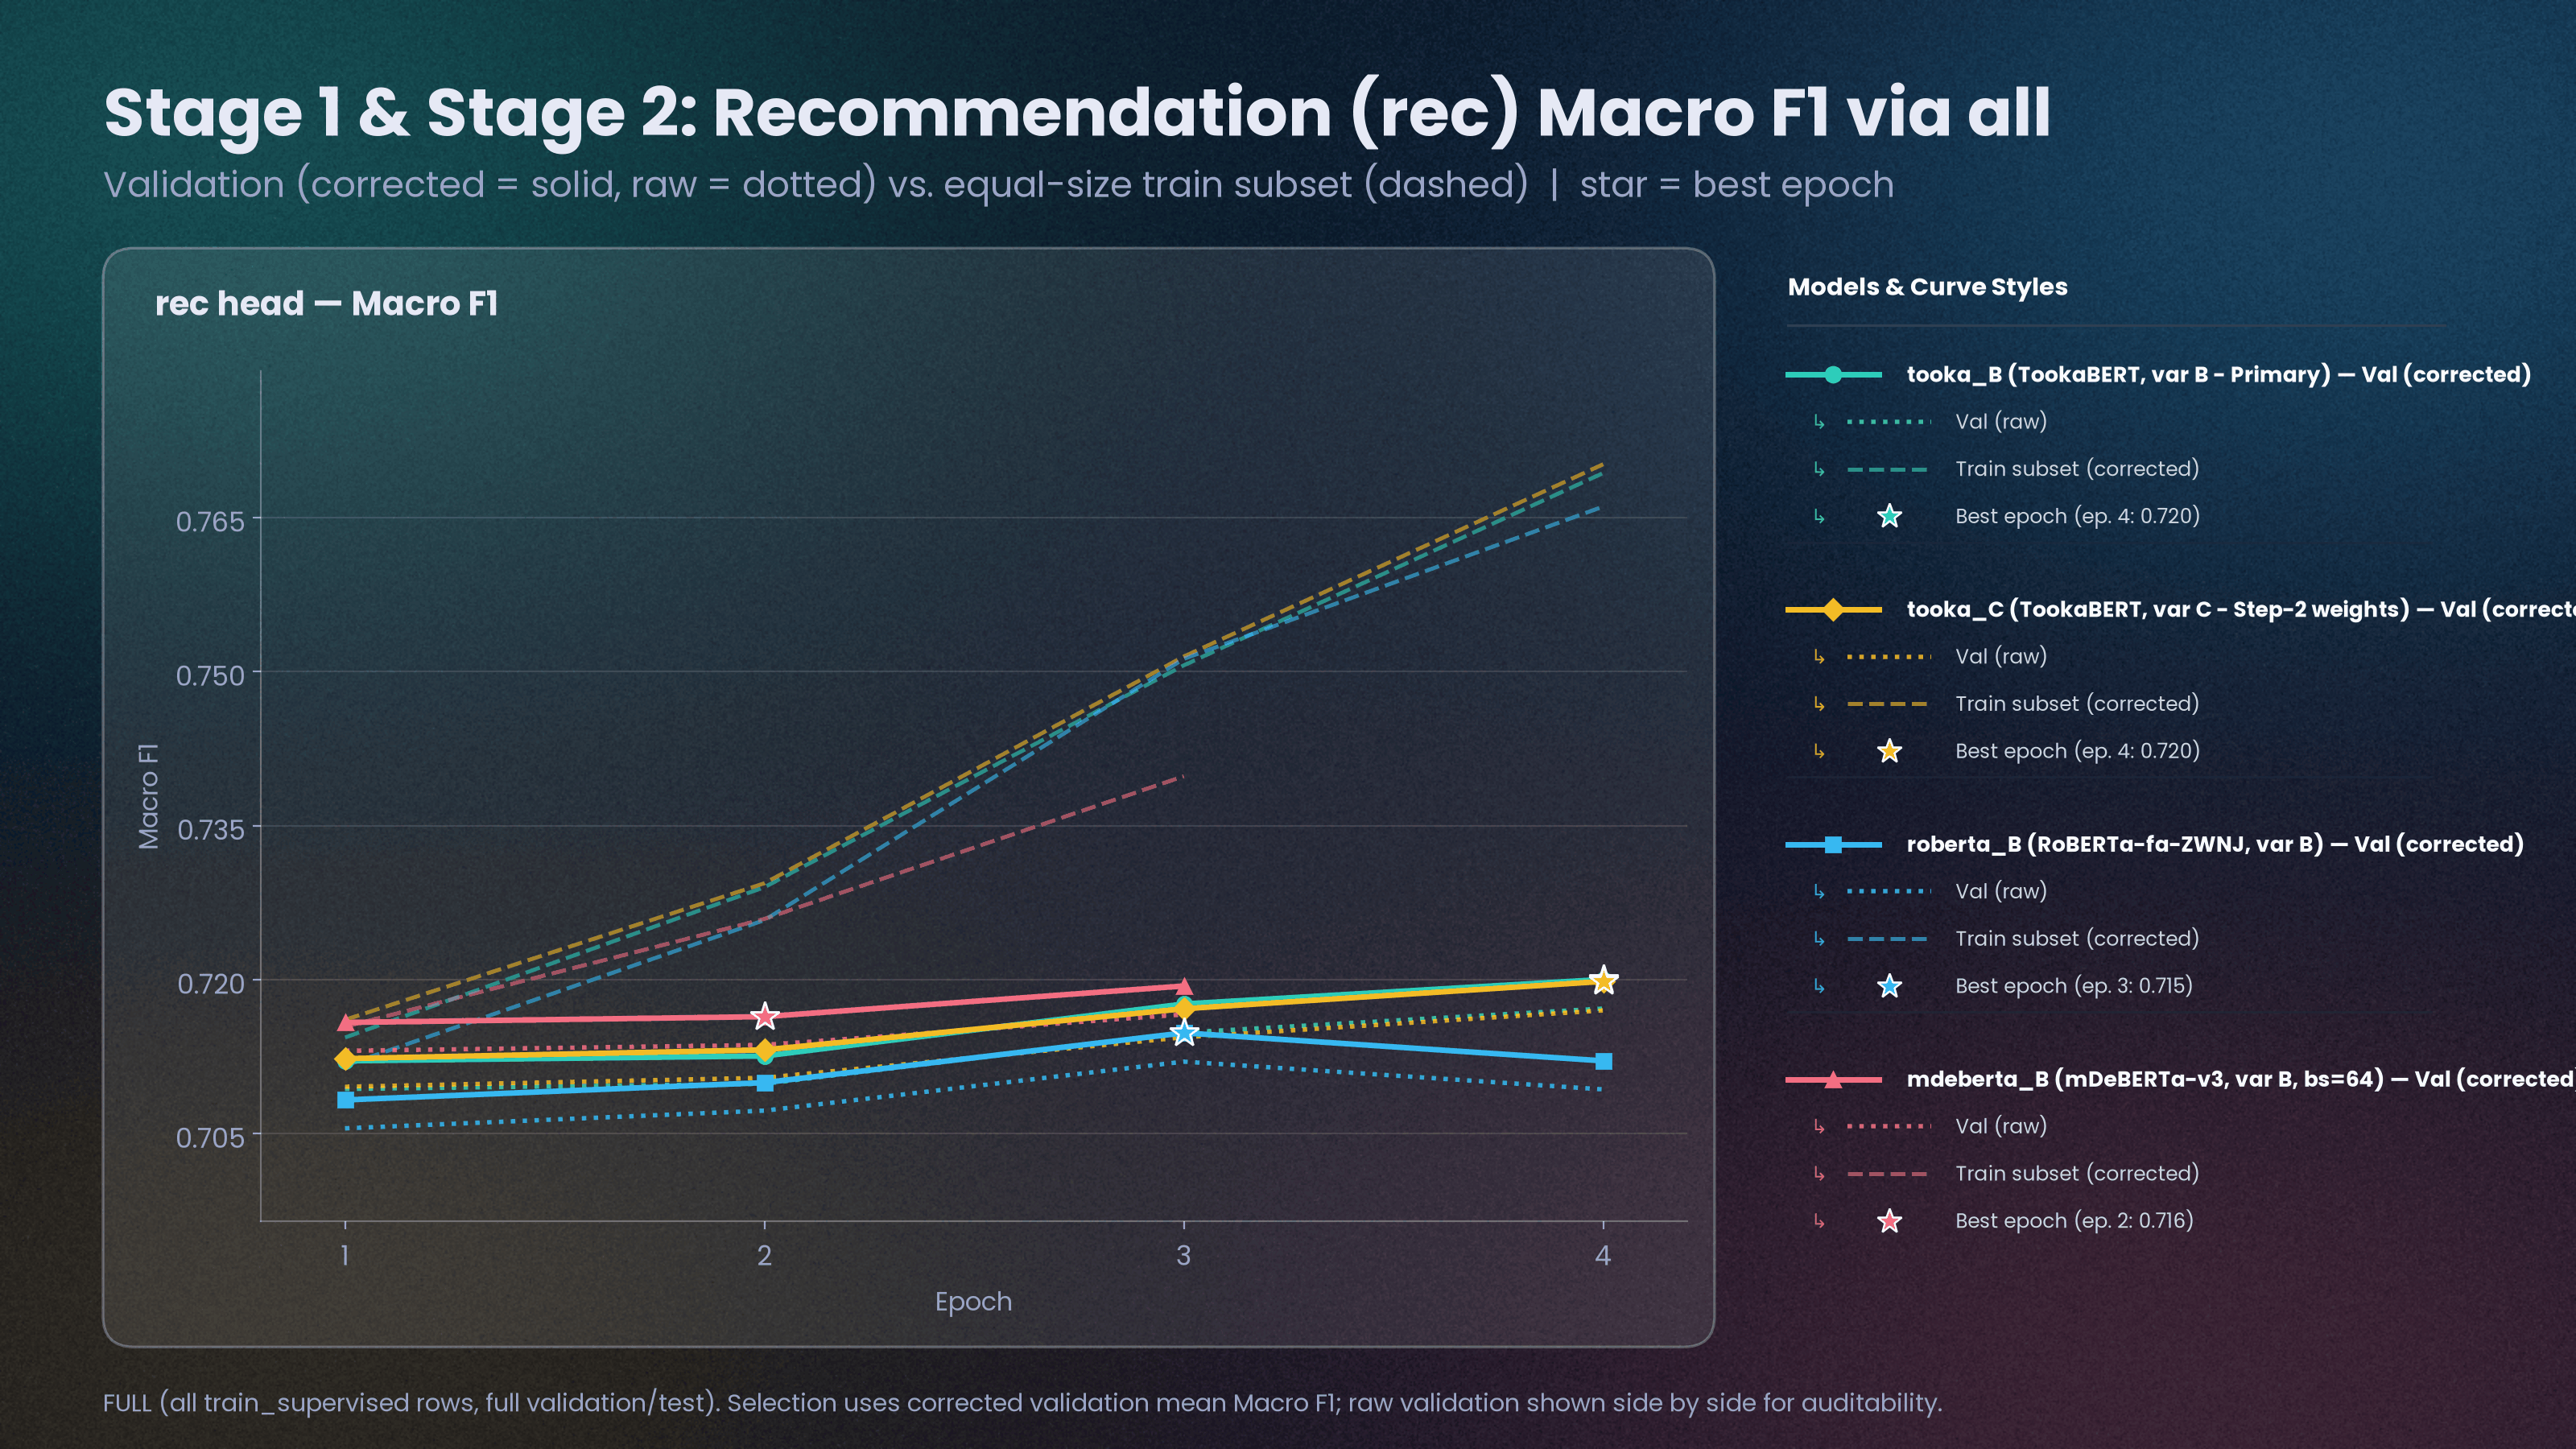 Stage 1 & Stage 2: Recommendation (rec) Macro F1 via all
Validation (corrected = solid, raw = dotted) vs. equal-size train subset (dashed) | star = best epoch
rec head — Macro F1
Macro F1
0.765
0.750
0.735
0.720
0.705
1
2
3
4
Epoch
Models & Curve Styles
tooka_B (TookaBERT, var B - Primary) — Val (corrected)
↳ Val (raw)
↳ Train subset (corrected)
↳ Best epoch (ep. 4: 0.720)
tooka_C (TookaBERT, var C - Step-2 weights) — Val (correcte
↳ Val (raw)
↳ Train subset (corrected)
↳ Best epoch (ep. 4: 0.720)
roberta_B (RoBERTa-fa-ZWNJ, var B) — Val (corrected)
↳ Val (raw)
↳ Train subset (corrected)
↳ Best epoch (ep. 3: 0.715)
mdeberta_B (mDeBERTa-v3, var B, bs=64) — Val (corrected)
↳ Val (raw)
↳ Train subset (corrected)
↳ Best epoch (ep. 2: 0.716)
FULL (all train_supervised rows, full validation/test). Selection uses corrected validation mean Macro F1; raw validation shown side by side for auditability.